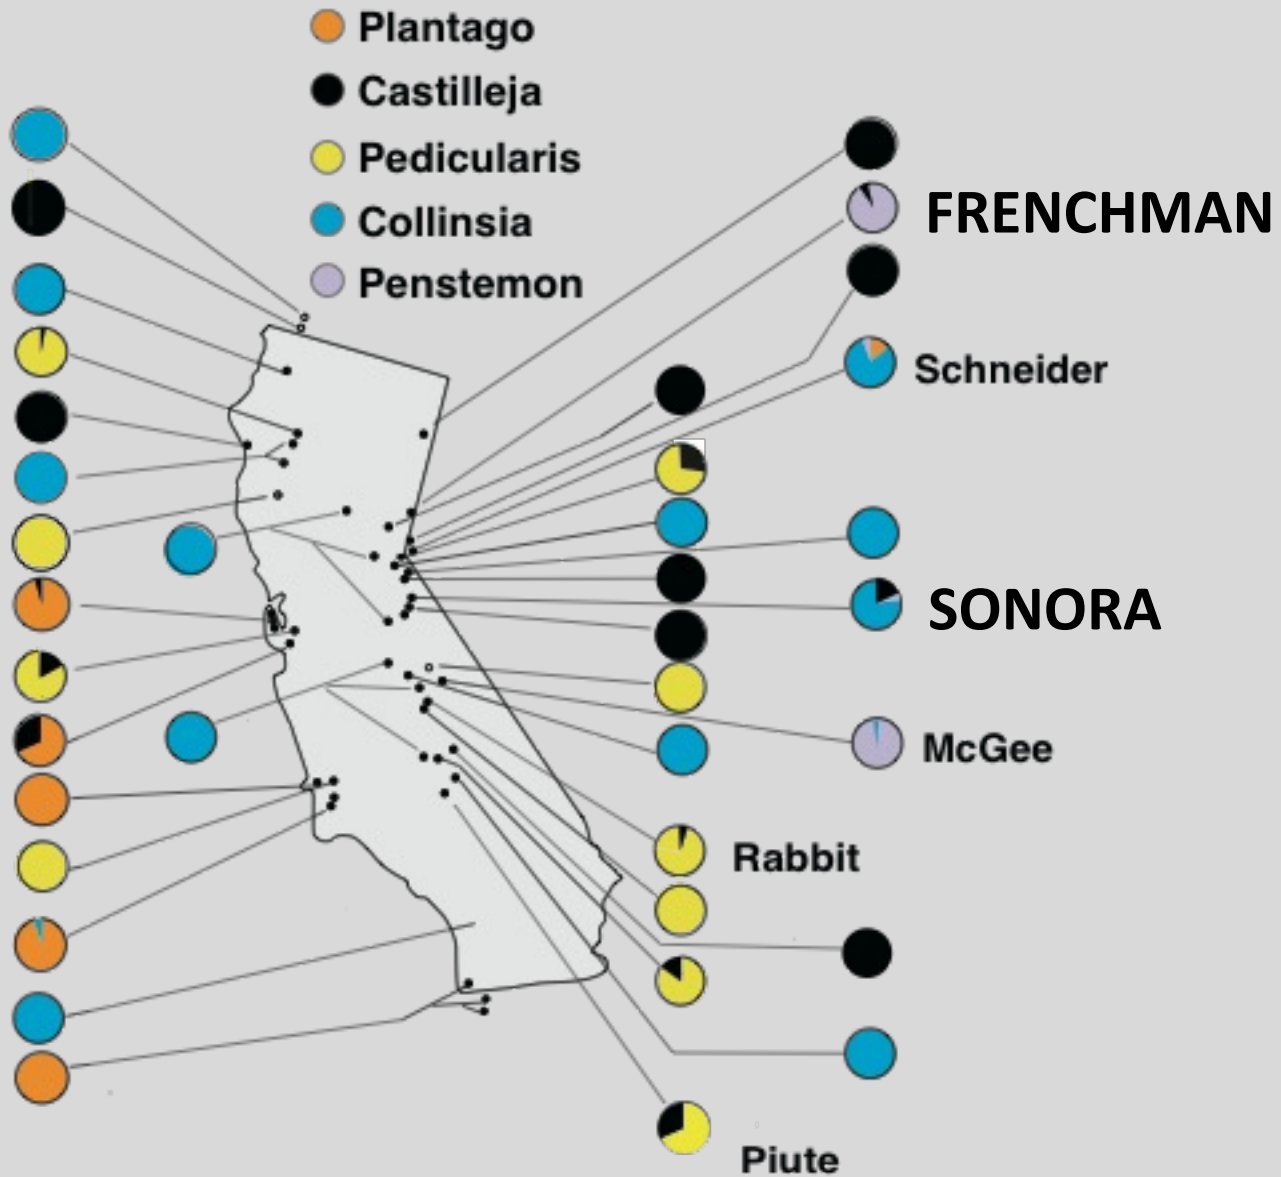 Plantago
Castilleja
Pedicularis
Collinsia
Penstemon
FRENCHMAN
Schneider
SONORA
McGee
Rabbit
Piute